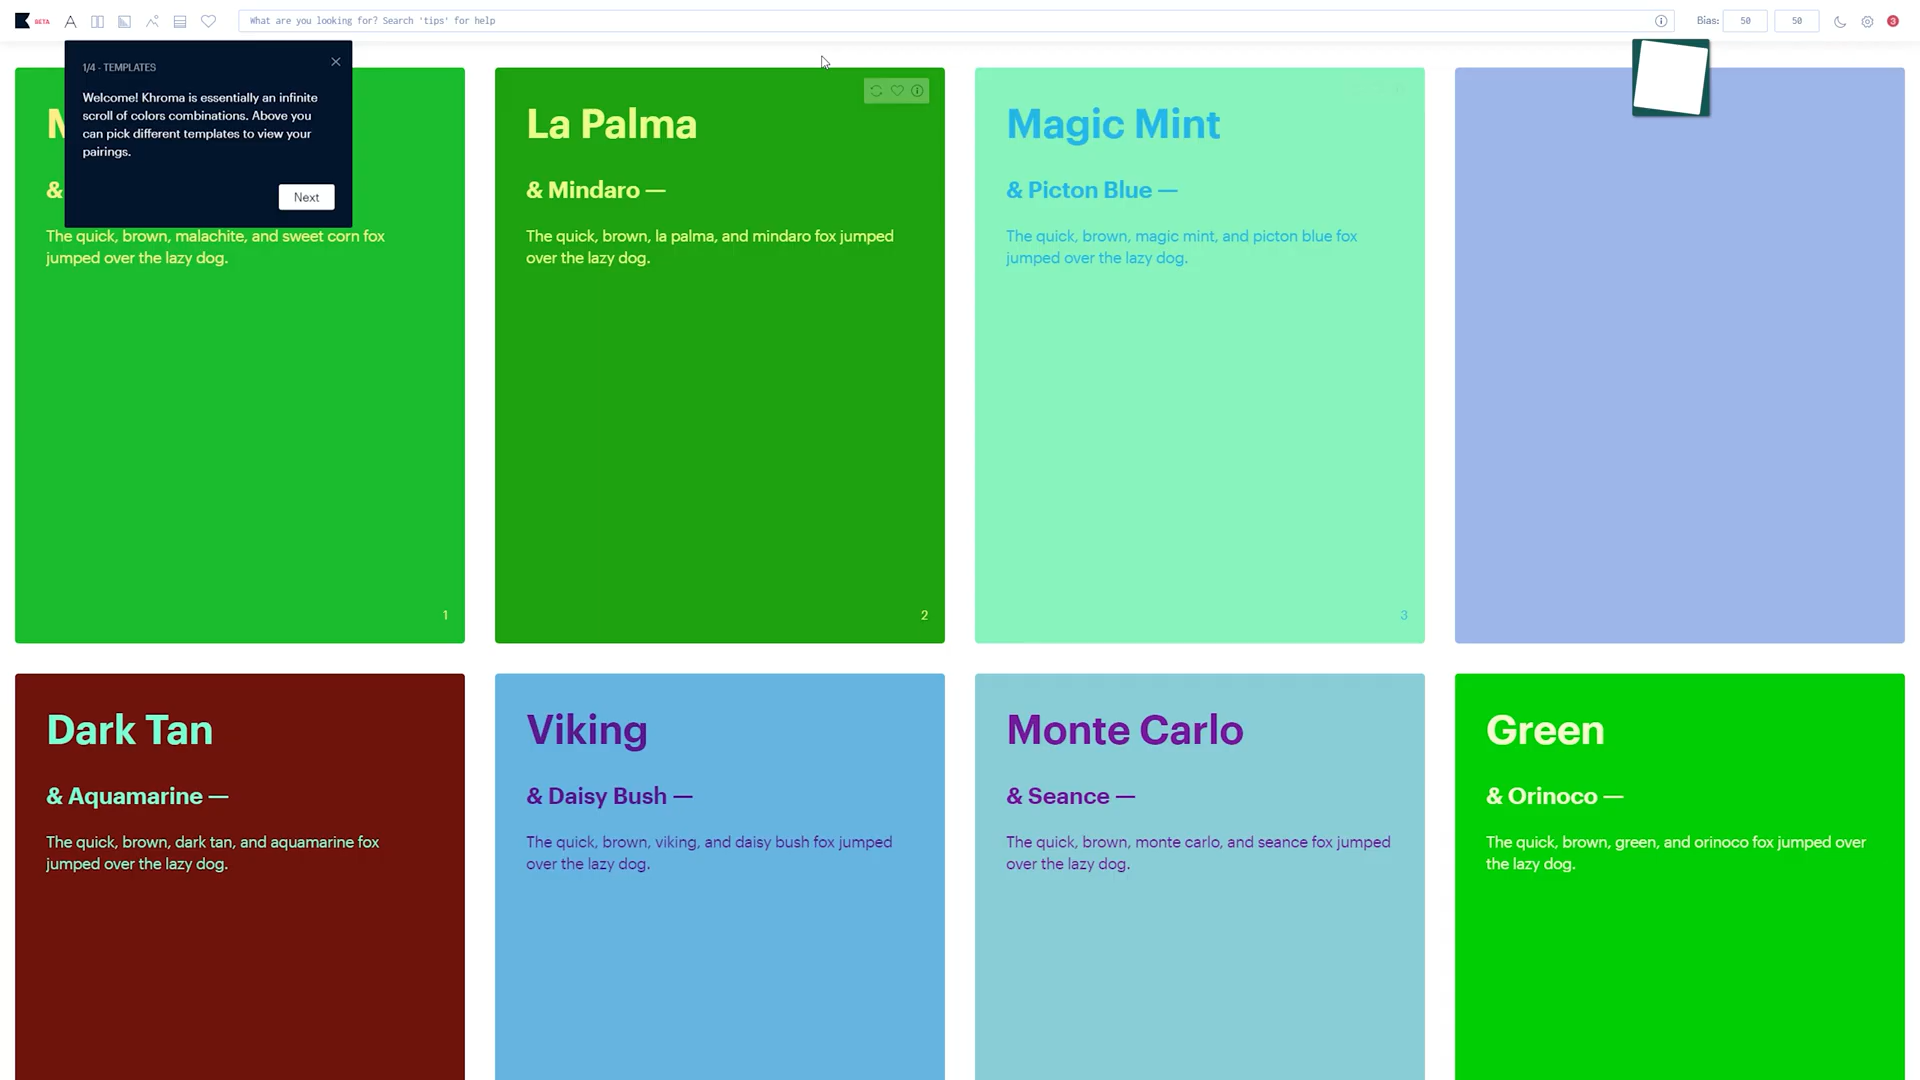 BETA
What are you looking for? Search 'tips' for help
Bias:
50
50
3
1/4 - TEMPLATES
Welcome! Khroma is essentially an infinite
scroll of colors combinations. Above you
can pick different templates to view your
pairings.
Next
&
The quick, brown, malachite, and sweet corn fox
jumped over the lazy dog.
1
La Palma
& Mindaro —
The quick, brown, la palma, and mindaro fox jumped
over the lazy dog.
2
Magic Mint
& Picton Blue —
The quick, brown, magic mint, and picton blue fox
jumped over the lazy dog.
3
Dark Tan
& Aquamarine —
The quick, brown, dark tan, and aquamarine fox
jumped over the lazy dog.
Viking
& Daisy Bush —
The quick, brown, viking, and daisy bush fox jumped
over the lazy dog.
Monte Carlo
& Seance —
The quick, brown, monte carlo, and seance fox jumped
over the lazy dog.
Green
& Orinoco —
The quick, brown, green, and orinoco fox jumped over
the lazy dog.